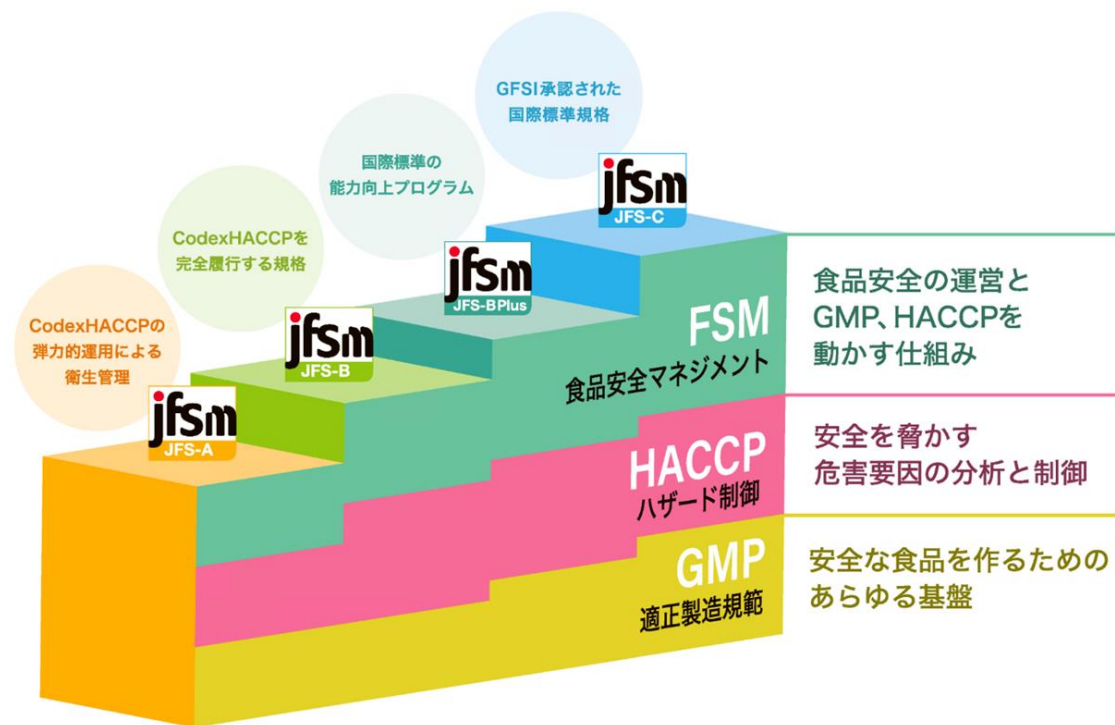 GFSI承認された
国際標準規格
国際標準の
能力向上プログラム
CodexHACCPを
完全履行する規格
CodexHACCPの
弾力的運用による
衛生管理
jfsm
JFS-C
jfsm
JFS-BPlus
jfsm
JFS-B
jfsm
JFS-A
FSM
食品安全マネジメント
食品安全の運営と
GMP、HACCPを
動かす仕組み
HACCP
ハザード制御
安全を脅かす
危害要因の分析と制御
GMP
適正製造規範
安全な食品を作るための
あらゆる基盤